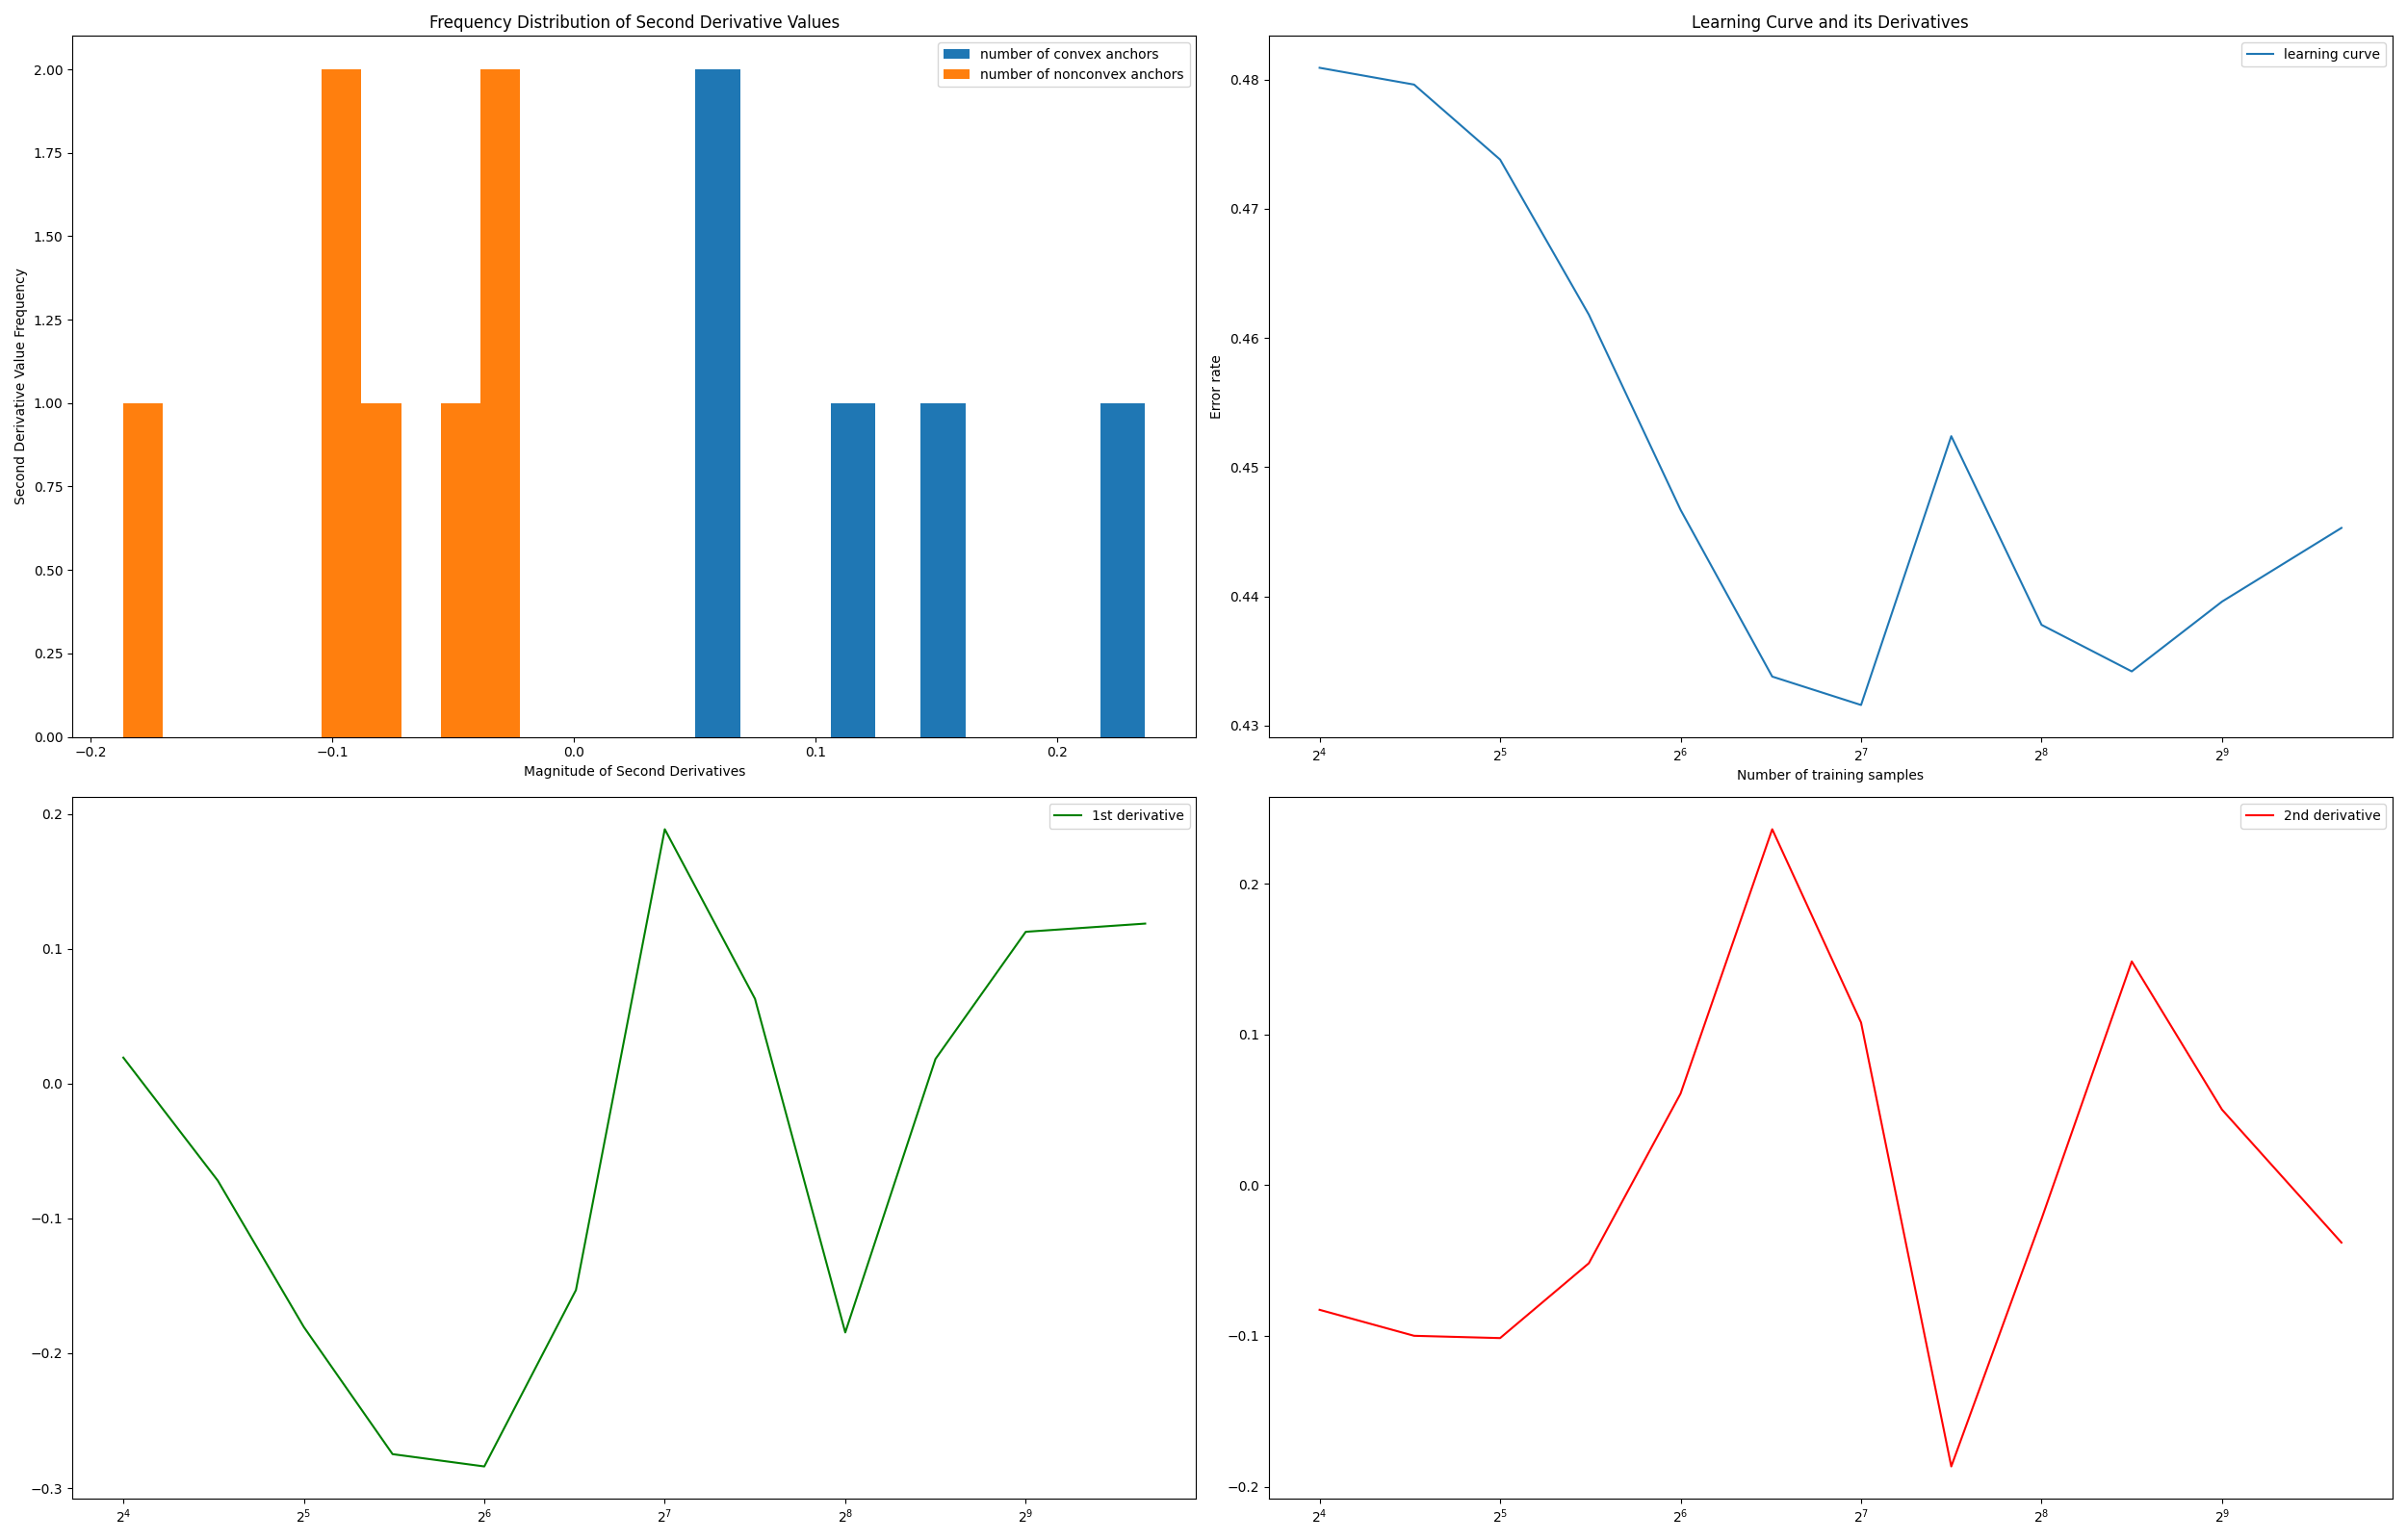 Frequency Distribution of Second Derivative Values
number of convex anchors
number of nonconvex anchors
2.00
1.75
1.50
1.25
1.00
0.75
0.50
0.25
0.00
Second Derivative Value Frequency
−0.2 −0.1 0.0 0.1 0.2
Magnitude of Second Derivatives
Learning Curve and its Derivatives
learning curve
0.48
0.47
0.46
0.45
0.44
0.43
Error rate
2⁴ 2⁵ 2⁶ 2⁷ 2⁸ 2⁹
Number of training samples
1st derivative
0.2
0.1
0.0
−0.1
−0.2
−0.3
2⁴ 2⁵ 2⁶ 2⁷ 2⁸ 2⁹
2nd derivative
0.2
0.1
0.0
−0.1
−0.2
2⁴ 2⁵ 2⁶ 2⁷ 2⁸ 2⁹